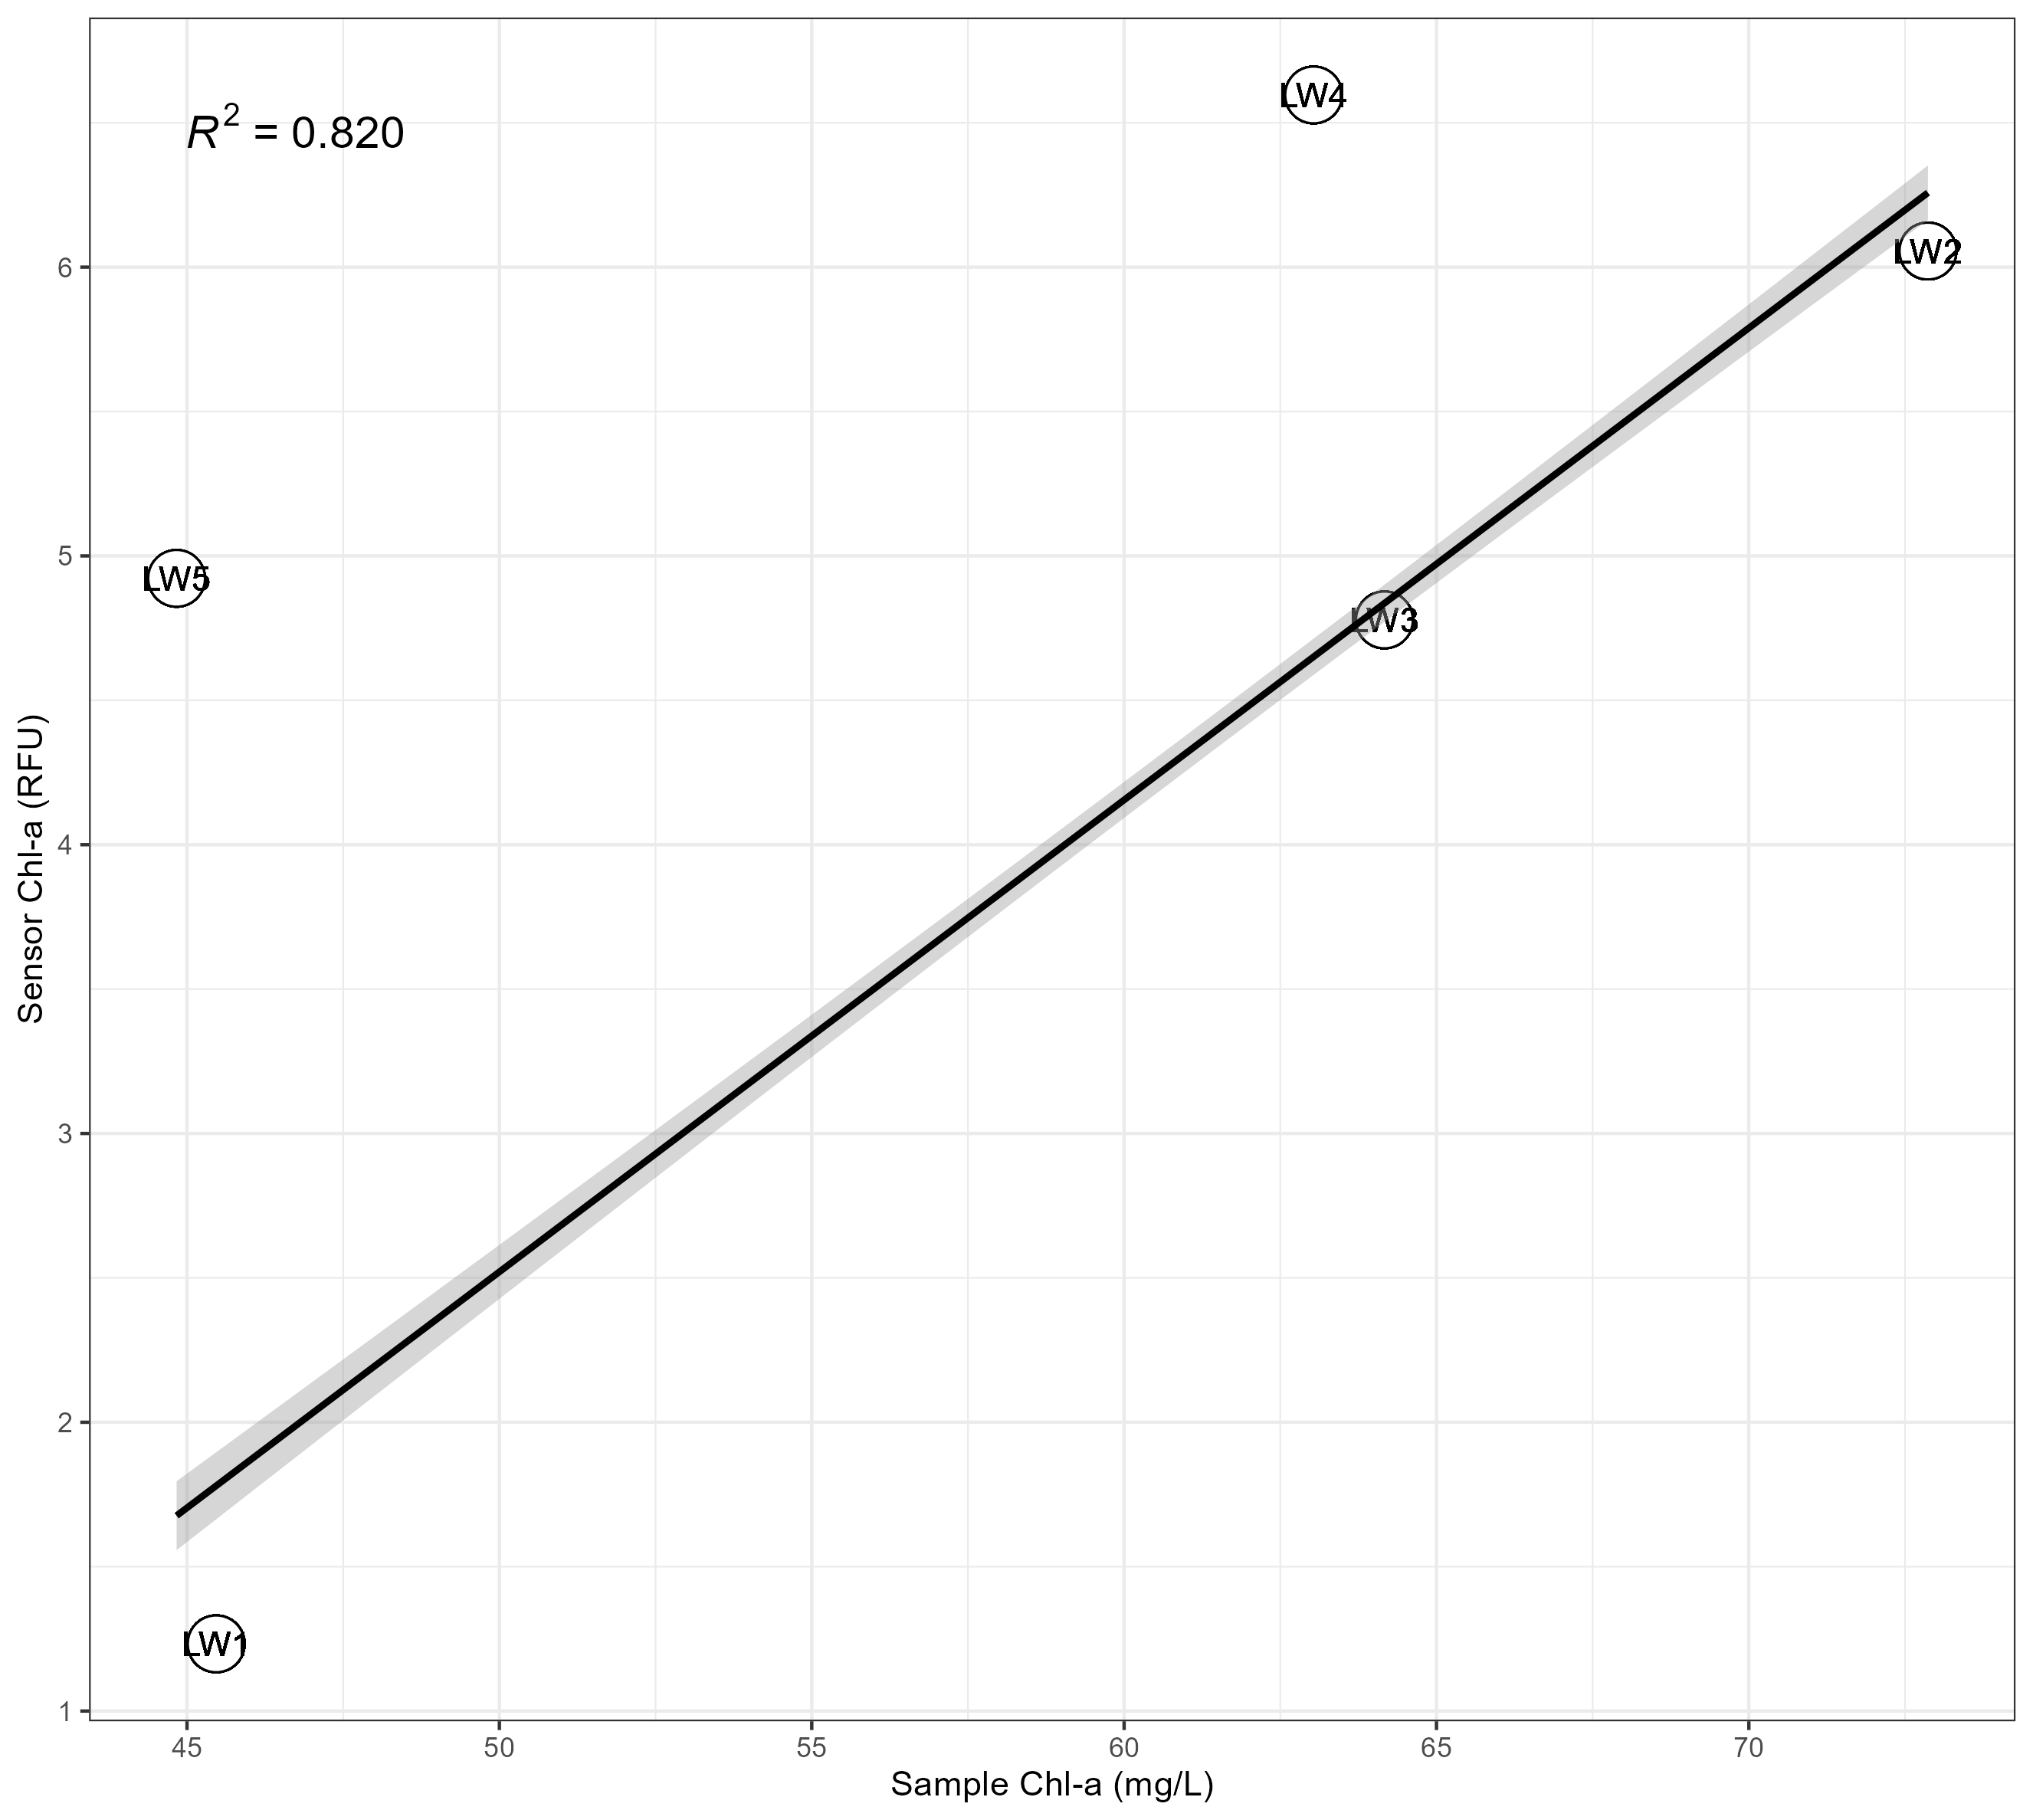 R² = 0.820
LW4
LW2
LW5
LW3
LW1
6
5
4
3
2
1
45 50 55 60 65 70
Sample Chl-a (mg/L)
Sensor Chl-a (RFU)